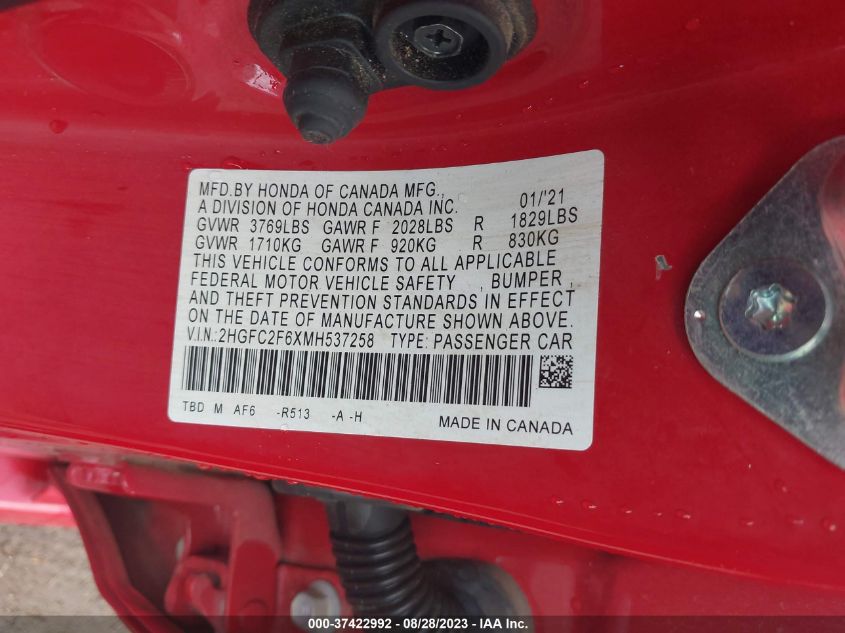 MFD.BY HONDA OF CANADA MFG., 01/'21
A DIVISION OF HONDA CANADA INC.
GVWR 3769LBS GAWR F 2028LBS R 1829LBS
GVWR 1710KG GAWR F 920KG R 830KG
THIS VEHICLE CONFORMS TO ALL APPLICABLE
FEDERAL MOTOR VEHICLE SAFETY , BUMPER ,
AND THEFT PREVENTION STANDARDS IN EFFECT
ON THE DATE OF MANUFACTURE SHOWN ABOVE.
V.I.N.:2HGFC2F6XMH537258 TYPE: PASSENGER CAR
TBD M AF6 -R513 -A -H
MADE IN CANADA
000-37422992 - 08/28/2023 - IAA Inc.